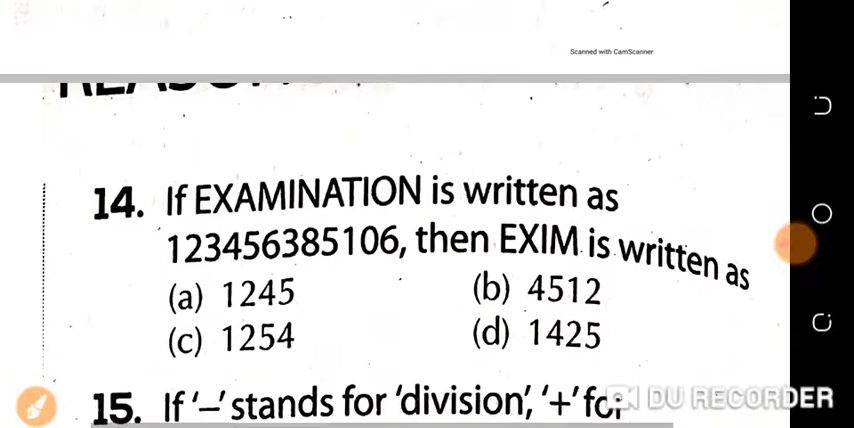 Scanned with CamScanner
14. If EXAMINATION is written as
123456385106, then EXIM is written as
(a) 1245 (b) 4512
(c) 1254 (d) 1425
15. If '–' stands for 'division', '+' for
DU RECORDER